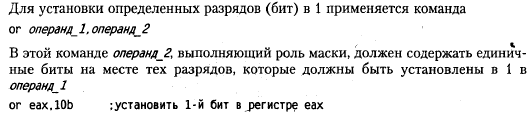 Для установки определенных разрядов (бит) в 1 применяется команда
or операнд_1,операнд_2
В этой команде операнд_2, выполняющий роль маски, должен содержать единич-
ные биты на месте тех разрядов, которые должны быть установлены в 1 в
операнд_1
or eax,10b ;установить 1-й бит в регистре eax